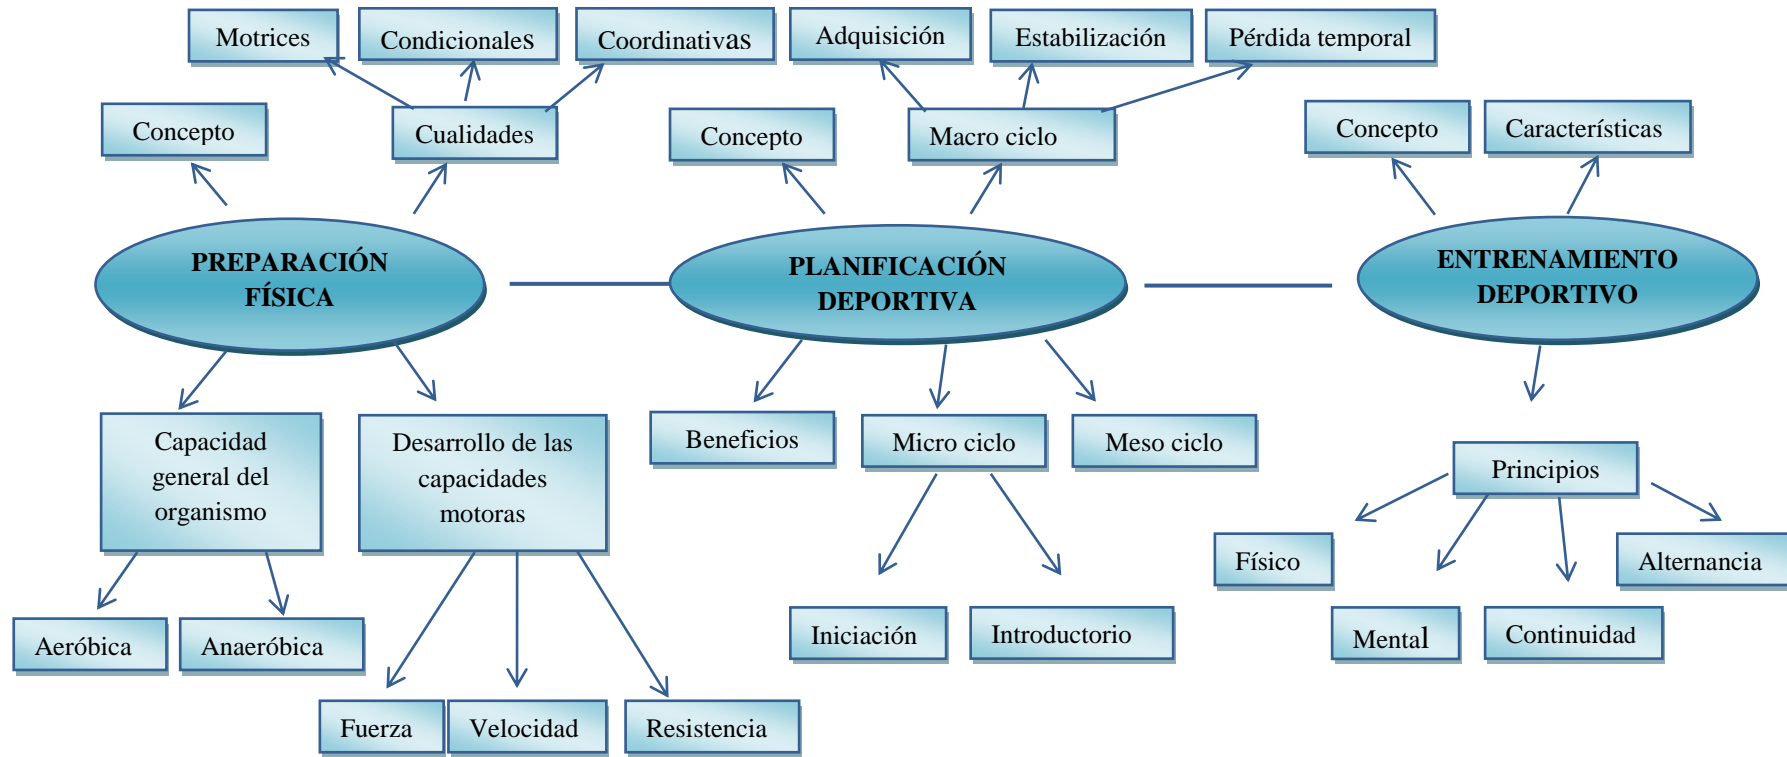 Motrices
Condicionales
Coordinativas
Adquisición
Estabilización
Pérdida temporal
Concepto
Cualidades
Concepto
Macro ciclo
Concepto
Características
PREPARACIÓN
FÍSICA
PLANIFICACIÓN
DEPORTIVA
ENTRENAMIENTO
DEPORTIVO
Capacidad
general del
organismo
Desarrollo de las
capacidades
motoras
Beneficios
Micro ciclo
Meso ciclo
Principios
Físico
Alternancia
Aeróbica
Anaeróbica
Iniciación
Introductorio
Mental
Continuidad
Fuerza
Velocidad
Resistencia